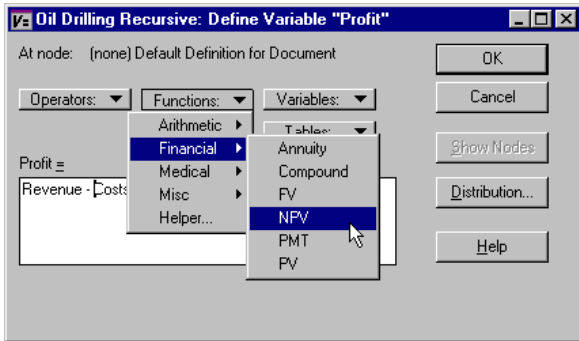 Oil Drilling Recursive: Define Variable "Profit"
At node: (none) Default Definition for Document
OK
Operators: Functions: Variables: Cancel
Arithmetic Tables:
Financial Annuity Show Nodes
Profit = Medical Compound
Revenue - Costs Misc FV Distribution...
Helper... NPV
PMT Help
PV